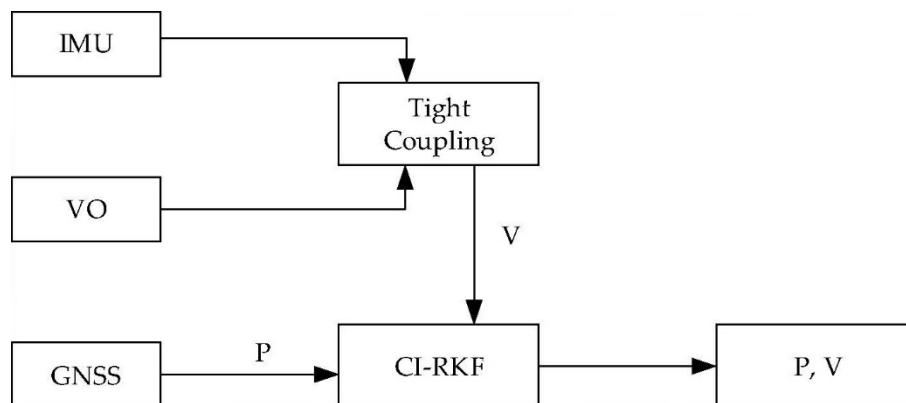 IMU
Tight
Coupling
VO
V
P
GNSS
CI-RKF
P, V